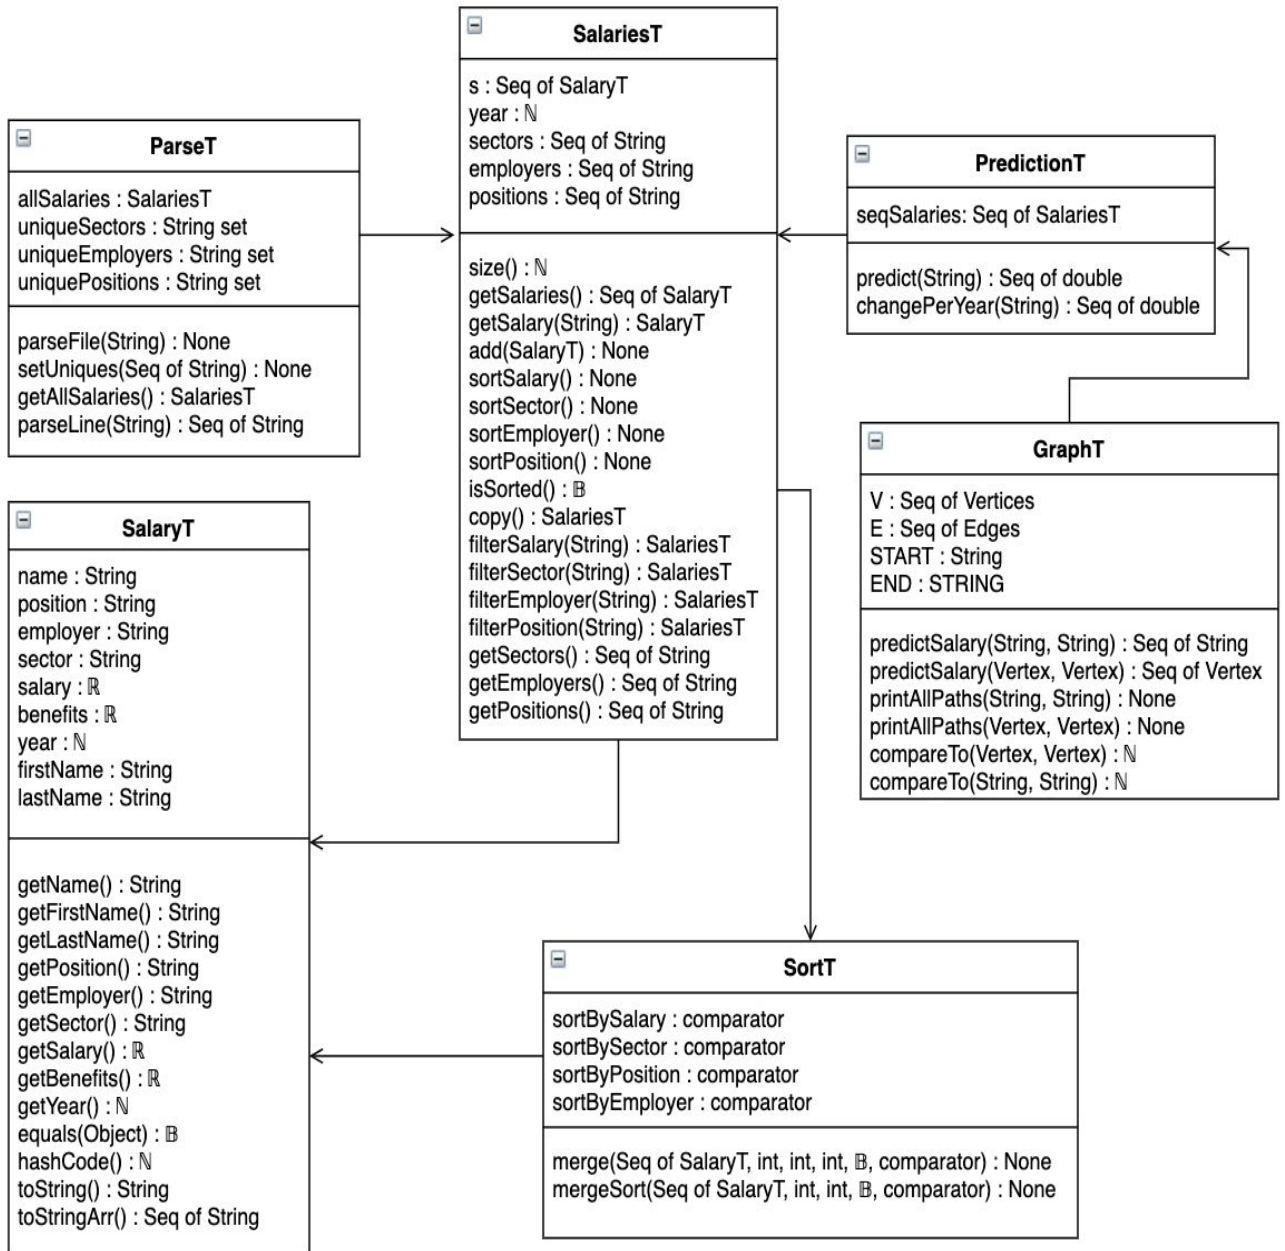 SalariesT
s : Seq of SalaryT
year : ℕ
sectors : Seq of String
employers : Seq of String
positions : Seq of String
size() : ℕ
getSalaries() : Seq of SalaryT
getSalary(String) : SalaryT
add(SalaryT) : None
sortSalary() : None
sortSector() : None
sortEmployer() : None
sortPosition() : None
isSorted() : 𝔹
copy() : SalariesT
filterSalary(String) : SalariesT
filterSector(String) : SalariesT
filterEmployer(String) : SalariesT
filterPosition(String) : SalariesT
getSectors() : Seq of String
getEmployers() : Seq of String
getPositions() : Seq of String
ParseT
allSalaries : SalariesT
uniqueSectors : String set
uniqueEmployers : String set
uniquePositions : String set
parseFile(String) : None
setUniques(Seq of String) : None
getAllSalaries() : SalariesT
parseLine(String) : Seq of String
PredictionT
seqSalaries: Seq of SalariesT
predict(String) : Seq of double
changePerYear(String) : Seq of double
GraphT
V : Seq of Vertices
E : Seq of Edges
START : String
END : STRING
predictSalary(String, String) : Seq of String
predictSalary(Vertex, Vertex) : Seq of Vertex
printAllPaths(String, String) : None
printAllPaths(Vertex, Vertex) : None
compareTo(Vertex, Vertex) : ℕ
compareTo(String, String) : ℕ
SalaryT
name : String
position : String
employer : String
sector : String
salary : ℝ
benefits : ℝ
year : ℕ
firstName : String
lastName : String
getName() : String
getFirstName() : String
getLastName() : String
getPosition() : String
getEmployer() : String
getSector() : String
getSalary() : ℝ
getBenefits() : ℝ
getYear() : ℕ
equals(Object) : 𝔹
hashCode() : ℕ
toString() : String
toStringArr() : Seq of String
SortT
sortBySalary : comparator
sortBySector : comparator
sortByPosition : comparator
sortByEmployer : comparator
merge(Seq of SalaryT, int, int, int, 𝔹, comparator) : None
mergeSort(Seq of SalaryT, int, int, 𝔹, comparator) : None